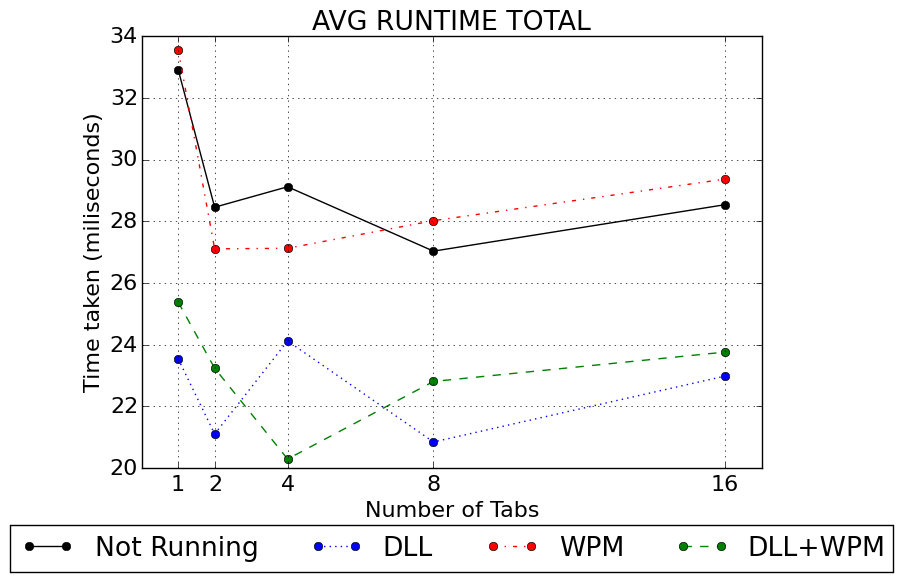 AVG RUNTIME TOTAL
34
32
30
28
26
24
22
20
Time taken (miliseconds)
1 2 4 8 16
Number of Tabs
Not Running DLL WPM DLL+WPM